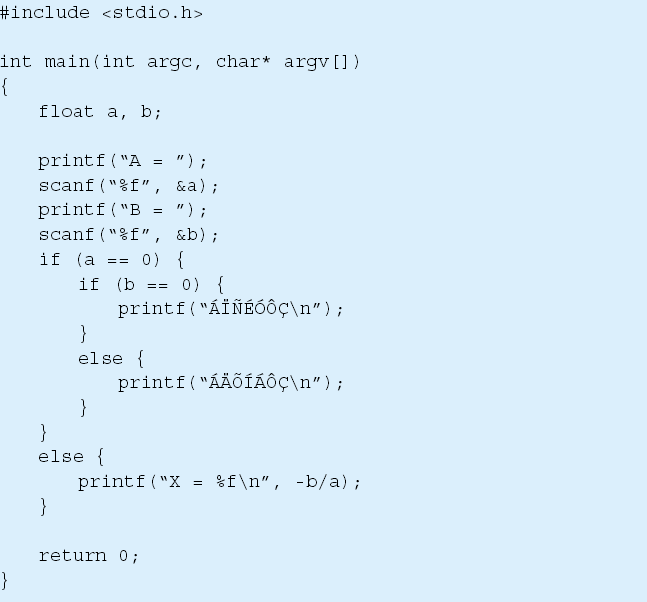 #include <stdio.h>
int main(int argc, char* argv[])
{
float a, b;
printf(“A = ”);
scanf(“%f”, &a);
printf(“B = ”);
scanf(“%f”, &b);
if (a == 0) {
if (b == 0) {
printf(“ÁÏÑÉÓÔÇ\n”);
}
else {
printf(“ÁÄÕÍÁÔÇ\n”);
}
}
else {
printf(“X = %f\n”, -b/a);
}
return 0;
}